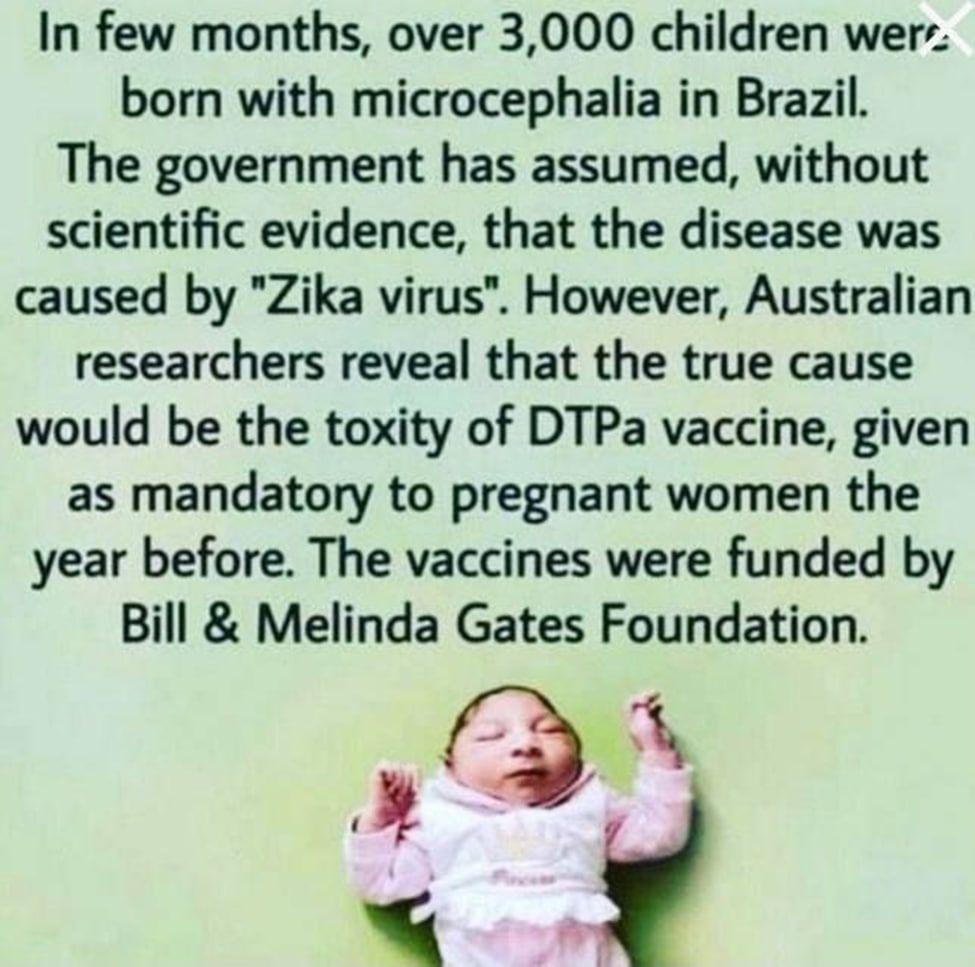 In few months, over 3,000 children were
born with microcephalia in Brazil.
The government has assumed, without
scientific evidence, that the disease was
caused by "Zika virus". However, Australian
researchers reveal that the true cause
would be the toxity of DTPa vaccine, given
as mandatory to pregnant women the
year before. The vaccines were funded by
Bill & Melinda Gates Foundation.